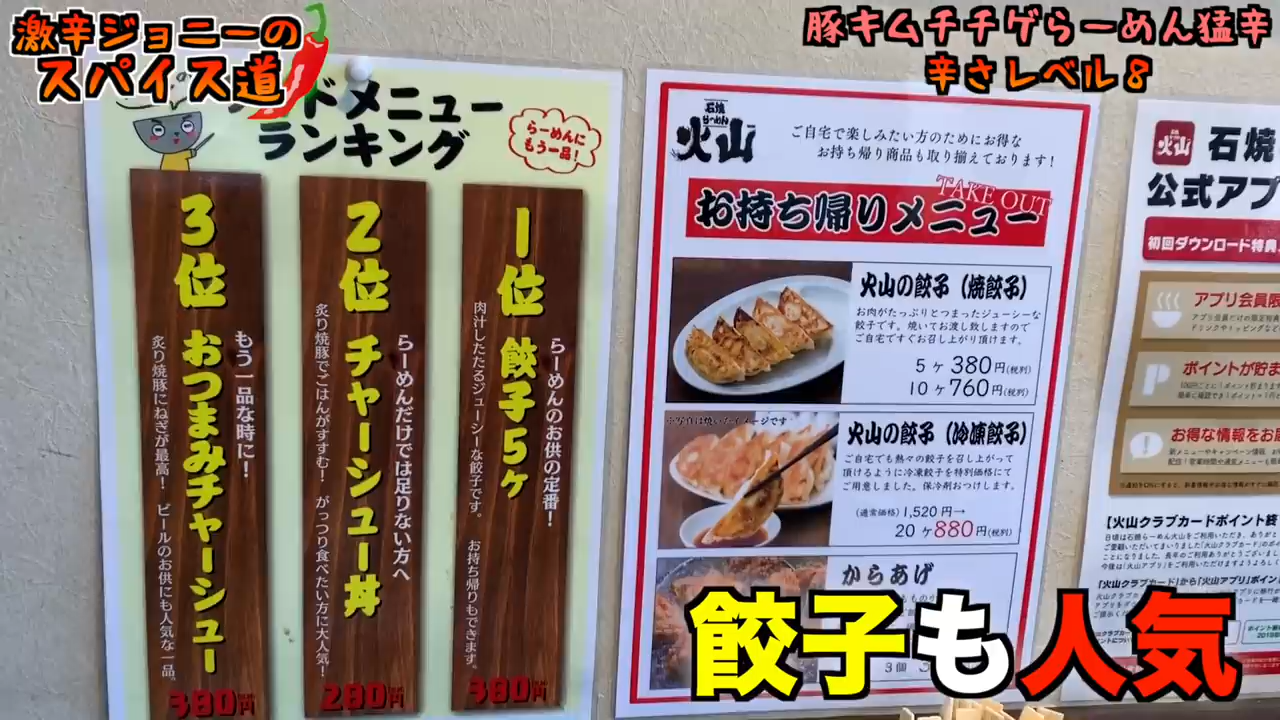 激辛ジョニーの
スパイス道
豚キムチチゲらーめん猛辛
辛さレベル８
ドメニュー
ランキング
らーめんに
もう一品！
1位 餃子5ヶ
らーめんのお供の定番！
肉汁したたるジューシーな餃子です。 お持ち帰りもできます。
380円
2位 チャーシュー丼
らーめんだけでは足りない方へ
炙り焼豚でごはんがすすむ！ がっつり食べたい方に大人気！
280円
3位 おつまみチャーシュー
もう一品な時に！
炙り焼豚にねぎが最高！ ビールのお供にも人気な一品。
380円
石焼
らーめん
火山
ご自宅で楽しみたい方のためにお得な
お持ち帰り商品も取り揃えております！
TAKE OUT
お持ち帰りメニュー
火山の餃子（焼餃子）
お肉がたっぷりとつまったジューシーな
餃子です。焼いてお渡し致しますので
ご自宅ですぐお召し上がり頂けます。
5ヶ380円(税別)
10ヶ760円(税別)
※写真は焼いたイメージです
火山の餃子（冷凍餃子）
ご自宅でも熱々の餃子を召し上がって
頂けるように冷凍餃子を特別価格にて
ご用意しました。保冷剤おつけします。
(通常価格)1,520円→
20ヶ880円(税別)
からあげ
3個
火山
石焼
公式アプ
初回ダウンロード特典
アプリ会員限
ポイントが貯ま
お得な情報をお届
【火山クラブカードポイント終
「火山クラブカード」から「火山アプリ」ポイン
餃子も人気